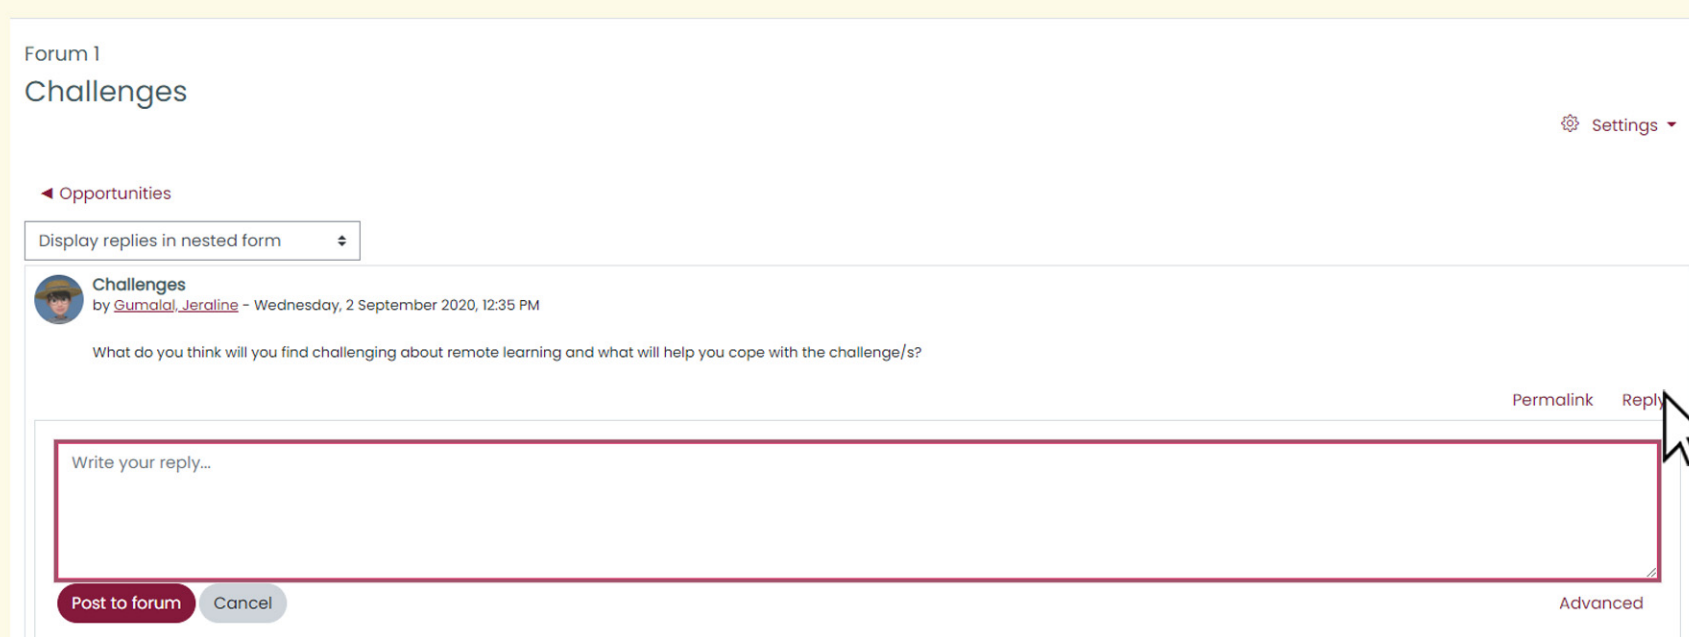 Forum 1
Challenges
Settings
◄ Opportunities
Display replies in nested form
Challenges
by Gumalal, Jeraline - Wednesday, 2 September 2020, 12:35 PM
What do you think will you find challenging about remote learning and what will help you cope with the challenge/s?
Permalink Reply
Write your reply...
Post to forum Cancel Advanced